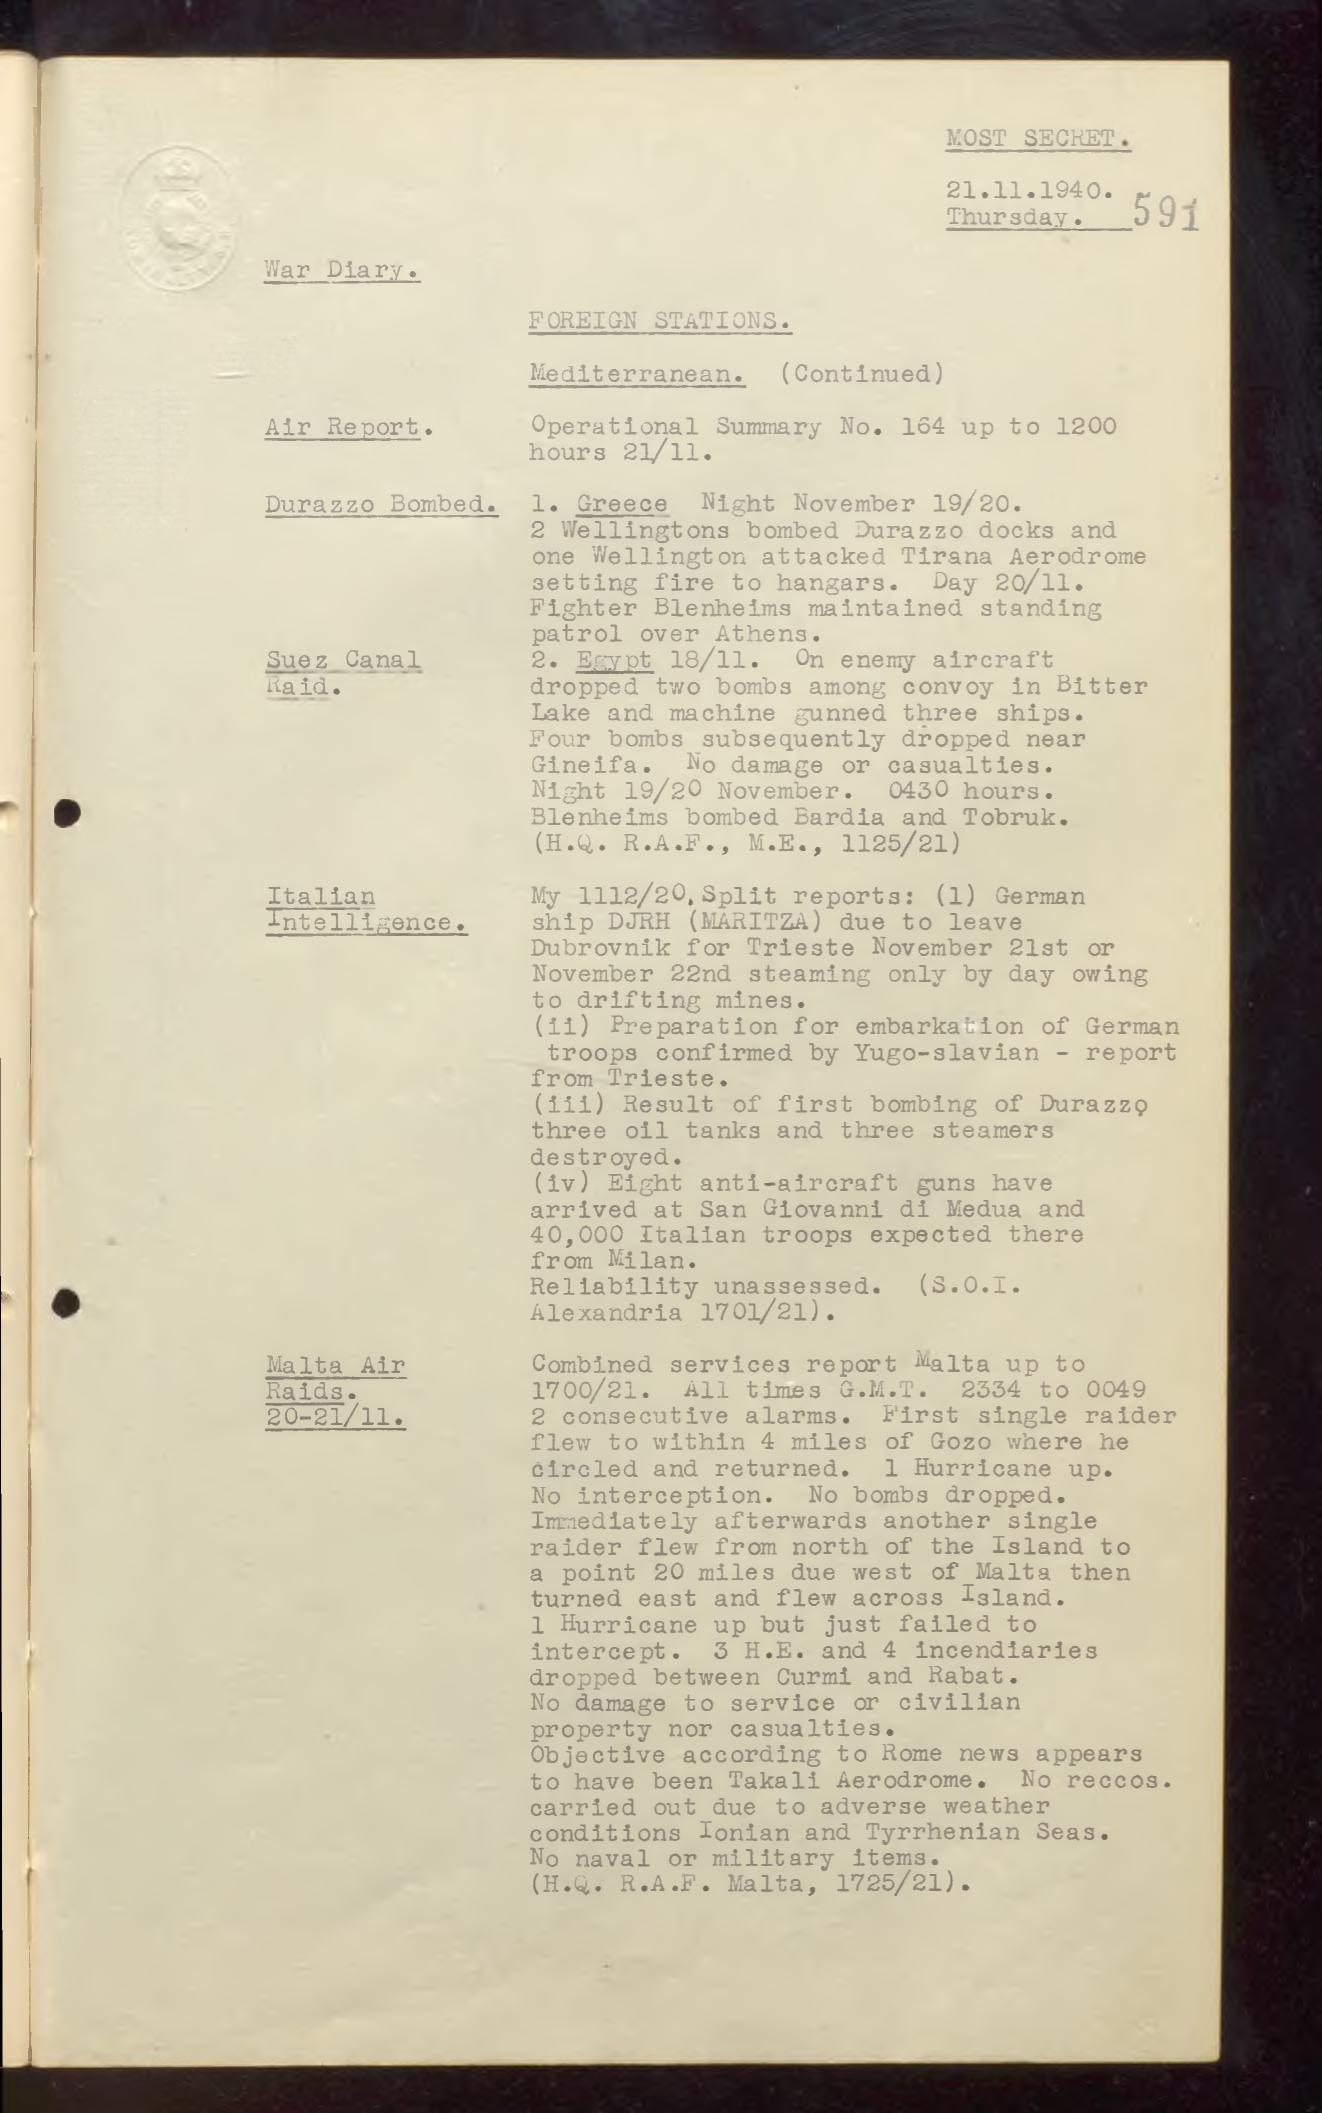 MOST SECRET.
21.11.1940.
Thursday. 591
War Diary.
FOREIGN STATIONS.
Mediterranean. (Continued)
Air Report. Operational Summary No. 164 up to 1200
hours 21/11.
Durazzo Bombed. 1. Greece Night November 19/20.
2 Wellingtons bombed Durazzo docks and
one Wellington attacked Tirana Aerodrome
setting fire to hangars. Day 20/11.
Fighter Blenheims maintained standing
patrol over Athens.
Suez Canal 2. Egypt 18/11. On enemy aircraft
Raid. dropped two bombs among convoy in Bitter
Lake and machine gunned three ships.
Four bombs subsequently dropped near
Gineifa. No damage or casualties.
Night 19/20 November. 0430 hours.
Blenheims bombed Bardia and Tobruk.
(H.Q. R.A.F., M.E., 1125/21)
Italian My 1112/20. Split reports: (1) German
Intelligence. ship DJRH (MARITZA) due to leave
Dubrovnik for Trieste November 21st or
November 22nd steaming only by day owing
to drifting mines.
(ii) Preparation for embarkation of German
troops confirmed by Yugo-slavian - report
from Trieste.
(iii) Result of first bombing of Durazzo
three oil tanks and three steamers
destroyed.
(iv) Eight anti-aircraft guns have
arrived at San Giovanni di Medua and
40,000 Italian troops expected there
from Milan.
Reliability unassessed. (S.O.I.
Alexandria 1701/21).
Malta Air Combined services report Malta up to
Raids. 1700/21. All times G.M.T. 2334 to 0049
20-21/11. 2 consecutive alarms. First single raider
flew to within 4 miles of Gozo where he
circled and returned. 1 Hurricane up.
No interception. No bombs dropped.
Immediately afterwards another single
raider flew from north of the Island to
a point 20 miles due west of Malta then
turned east and flew across Island.
1 Hurricane up but just failed to
intercept. 3 H.E. and 4 incendiaries
dropped between Curmi and Rabat.
No damage to service or civilian
property nor casualties.
Objective according to Rome news appears
to have been Takali Aerodrome. No reccos.
carried out due to adverse weather
conditions Ionian and Tyrrhenian Seas.
No naval or military items.
(H.Q. R.A.F. Malta, 1725/21).